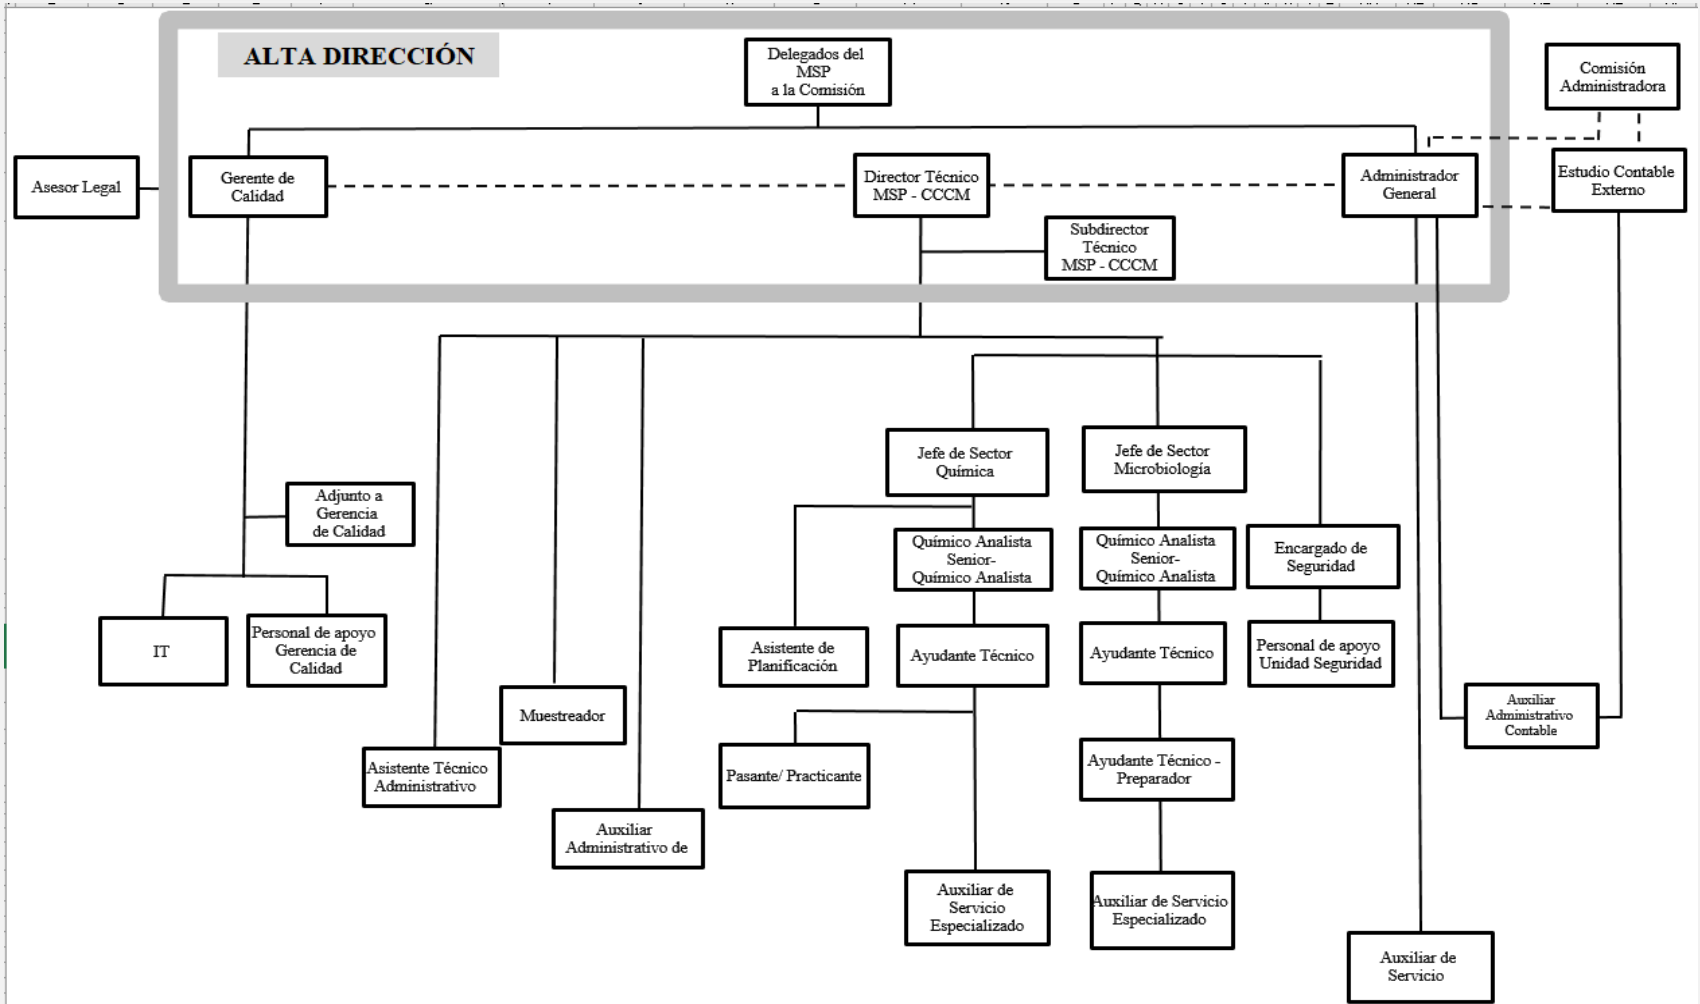 ALTA DIRECCIÓN
Delegados del
MSP
a la Comisión
Comisión
Administradora
Asesor Legal
Gerente de
Calidad
Director Técnico
MSP - CCCM
Administrador
General
Estudio Contable
Externo
Subdirector
Técnico
MSP - CCCM
Jefe de Sector
Química
Jefe de Sector
Microbiología
Adjunto a
Gerencia
de Calidad
Químico Analista
Senior-
Químico Analista
Químico Analista
Senior-
Químico Analista
Encargado de
Seguridad
IT
Personal de apoyo
Gerencia de
Calidad
Asistente de
Planificación
Ayudante Técnico
Ayudante Técnico
Personal de apoyo
Unidad Seguridad
Muestreador
Auxiliar
Administrativo
Contable
Asistente Técnico
Administrativo
Pasante/ Practicante
Ayudante Técnico -
Preparador
Auxiliar
Administrativo de
Auxiliar de
Servicio
Especializado
Auxiliar de Servicio
Especializado
Auxiliar de
Servicio